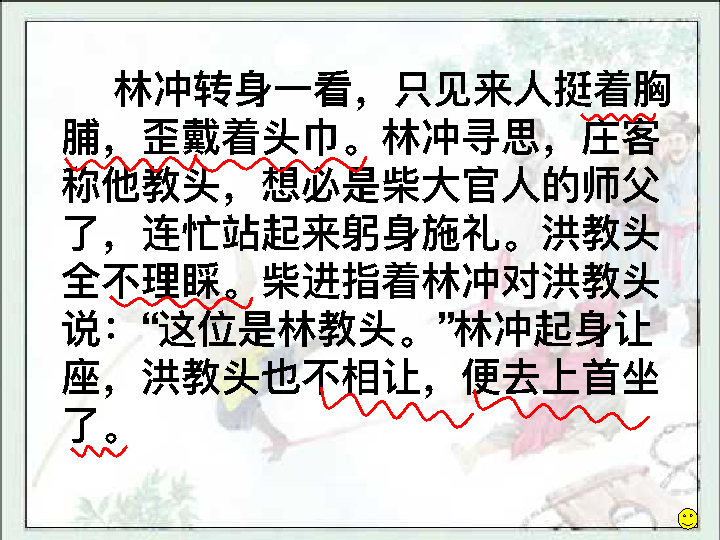 林冲转身一看，只见来人挺着胸
脯，歪戴着头巾。林冲寻思，庄客
称他教头，想必是柴大官人的师父
了，连忙站起来躬身施礼。洪教头
全不理睬。柴进指着林冲对洪教头
说：“这位是林教头。”林冲起身让
座，洪教头也不相让，便去上首坐
了。